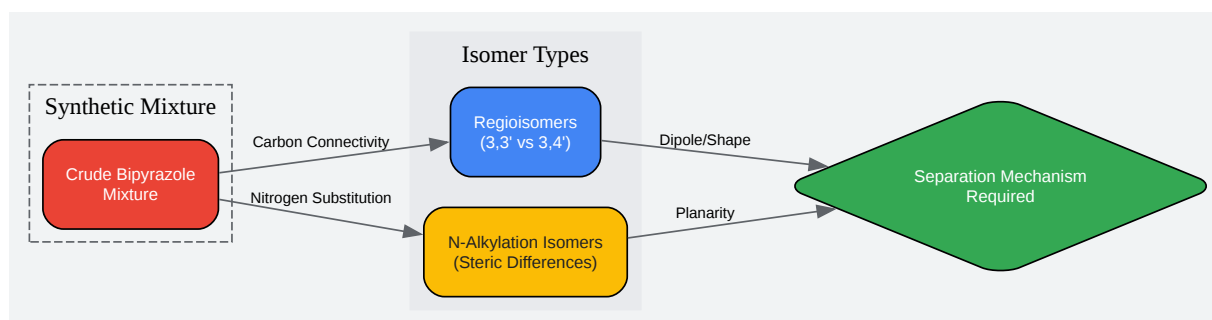 Synthetic Mixture
Crude Bipyrazole
Mixture
Carbon Connectivity
Nitrogen Substitution
Isomer Types
Regioisomers
(3,3' vs 3,4')
N-Alkylation Isomers
(Steric Differences)
Dipole/Shape
Planarity
Separation Mechanism
Required